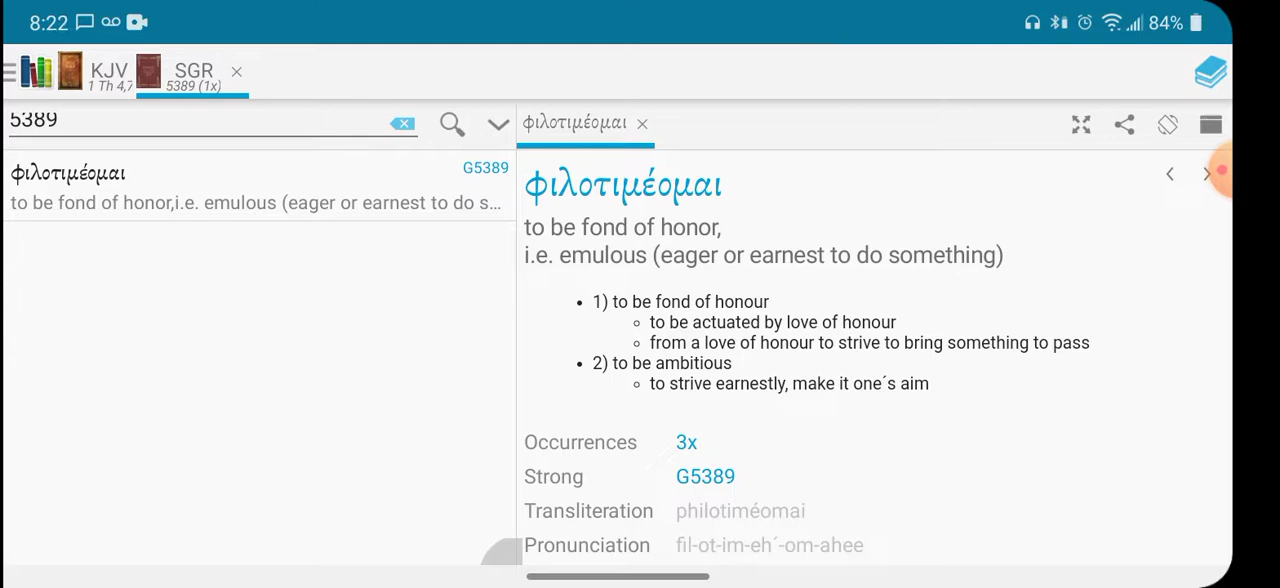 8:22 84%
KJV SGR
1 Th 4,7 5389 (1x)
5389
φιλοτιμέομαι G5389
to be fond of honor,i.e. emulous (eager or earnest to do s...
φιλοτιμέομαι
φιλοτιμέομαι
to be fond of honor,
i.e. emulous (eager or earnest to do something)
• 1) to be fond of honour
◦ to be actuated by love of honour
◦ from a love of honour to strive to bring something to pass
• 2) to be ambitious
◦ to strive earnestly, make it one´s aim
Occurrences 3x
Strong G5389
Transliteration philotiméomai
Pronunciation fil-ot-im-eh´-om-ahee